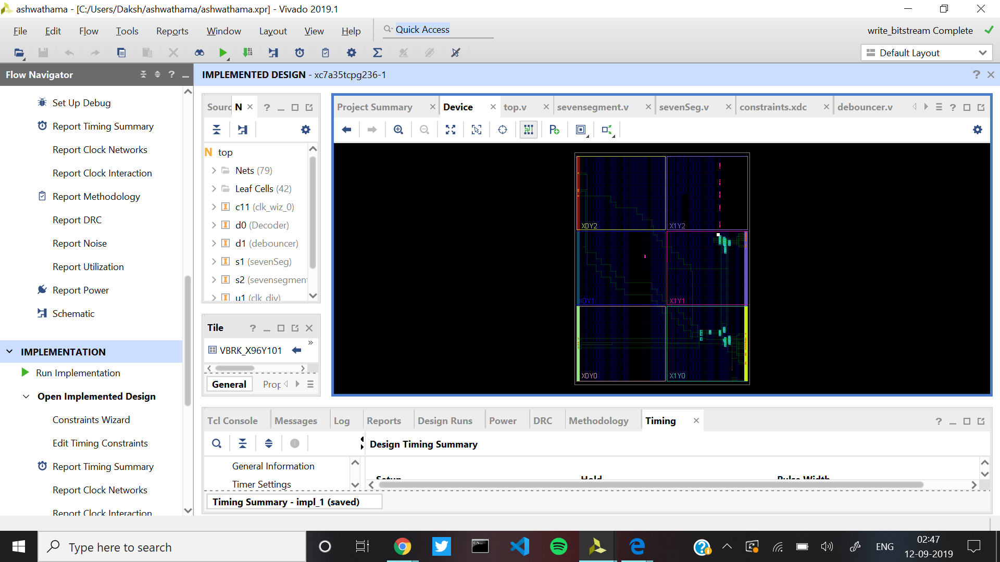 ashwathama - [C:/Users/Daksh/ashwathama/ashwathama.xpr] - Vivado 2019.1
File Edit Flow Tools Reports Window Layout View Help Quick Access
write_bitstream Complete
Default Layout
Flow Navigator
IMPLEMENTED DESIGN - xc7a35tcpg236-1
Set Up Debug
Report Timing Summary
Report Clock Networks
Report Clock Interaction
Report Methodology
Report DRC
Report Noise
Report Utilization
Report Power
Schematic
IMPLEMENTATION
Run Implementation
Open Implemented Design
Constraints Wizard
Edit Timing Constraints
Report Timing Summary
Report Clock Networks
Report Clock Interaction
Sourc N
N top
Nets (79)
Leaf Cells (42)
c11 (clk_wiz_0)
d0 (Decoder)
d1 (debouncer)
s1 (sevenSeg)
s2 (sevensegment
u1 (clk_div)
Tile
VBRK_X96Y101
General Prop
Project Summary Device top.v sevensegment.v sevenSeg.v constraints.xdc debouncer.v
X0Y2 X1Y2
X0Y1 X1Y1
X0Y0 X1Y0
Tcl Console Messages Log Reports Design Runs Power DRC Methodology Timing
Design Timing Summary
General Information
Timer Settings
Setup Hold Pulse Width
Timing Summary - impl_1 (saved)
Type here to search
ENG
02:47
12-09-2019